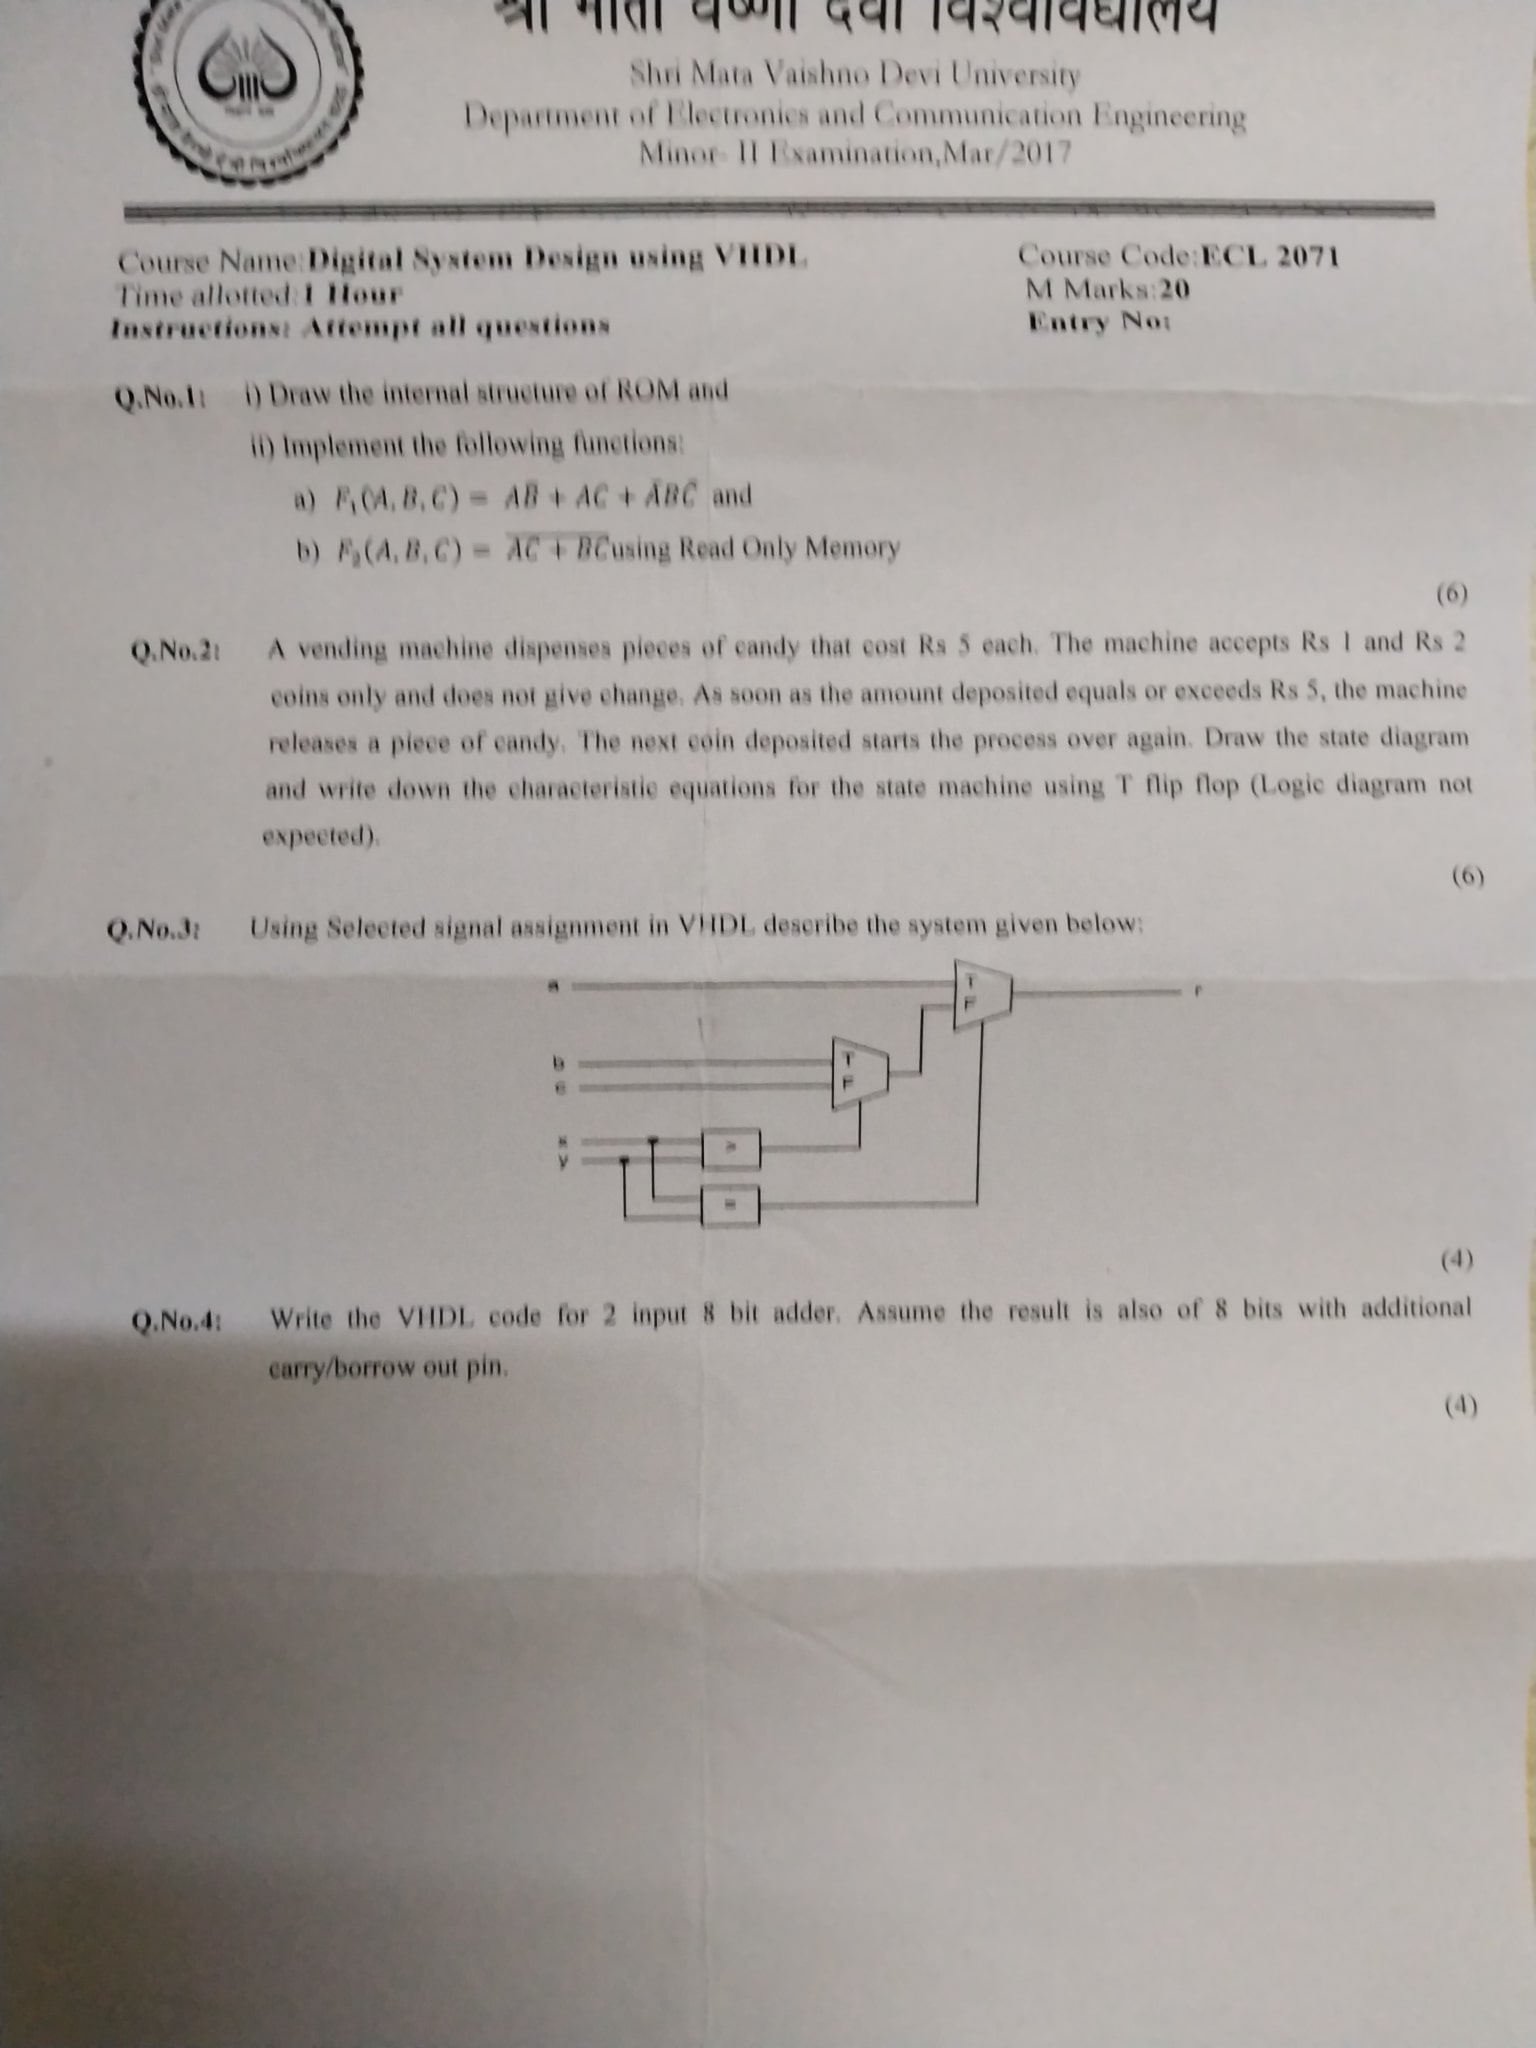 श्री माता वैष्णो देवी विश्वविद्यालय
Shri Mata Vaishno Devi University
Department of Electronics and Communication Engineering
Minor- II Examination,Mar/2017
Course Name:Digital System Design using VHDL
Course Code:ECL 2071
Time allotted:1 Hour
M Marks:20
Instructions: Attempt all questions
Entry No:
Q.No.1: i) Draw the internal structure of ROM and
ii) Implement the following functions:
a) F₁(A, B, C) = AB̄ + AC + ĀBC̄ and
b) F₂(A, B, C) = A̅C̅ ̅+̅ ̅B̅C̅ using Read Only Memory
(6)
Q.No.2: A vending machine dispenses pieces of candy that cost Rs 5 each. The machine accepts Rs 1 and Rs 2
coins only and does not give change. As soon as the amount deposited equals or exceeds Rs 5, the machine
releases a piece of candy. The next coin deposited starts the process over again. Draw the state diagram
and write down the characteristic equations for the state machine using T flip flop (Logic diagram not
expected).
(6)
Q.No.3: Using Selected signal assignment in VHDL describe the system given below:
a
T
F
r
b
c
T
F
x
y
>
=
(4)
Q.No.4: Write the VHDL code for 2 input 8 bit adder. Assume the result is also of 8 bits with additional
carry/borrow out pin.
(4)